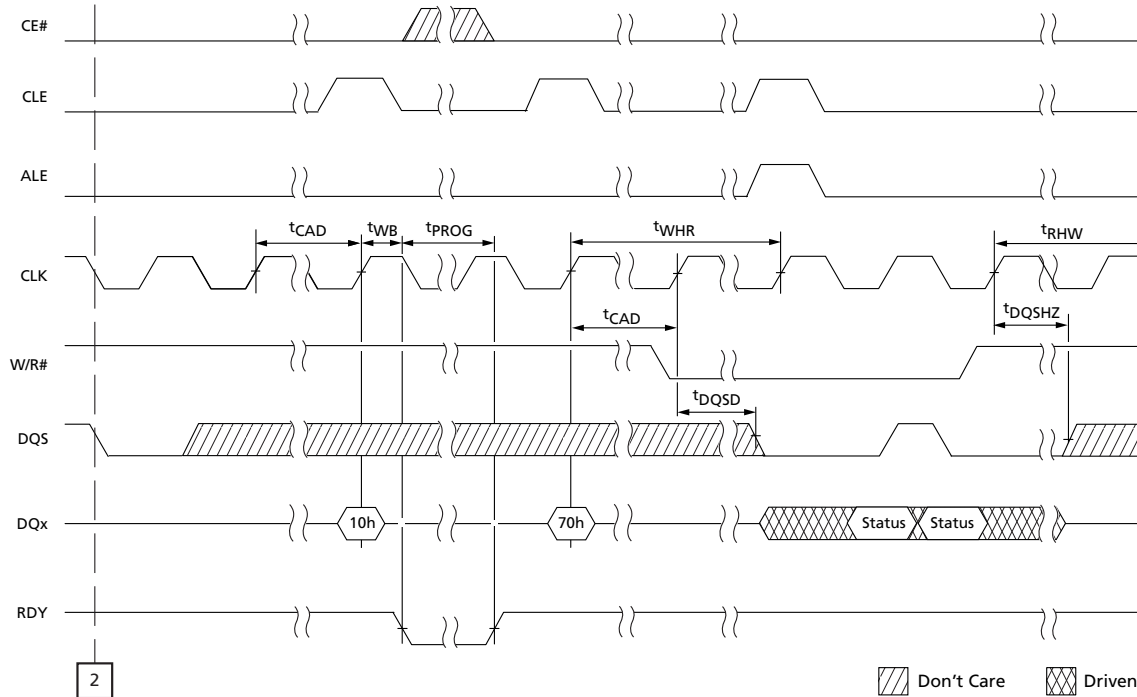 CE#
CLE
ALE
tCAD
tWB
tPROG
tWHR
tRHW
CLK
tCAD
tDQSHZ
W/R#
tDQSD
DQS
DQx
10h
70h
Status
Status
RDY
2
Don't Care
Driven